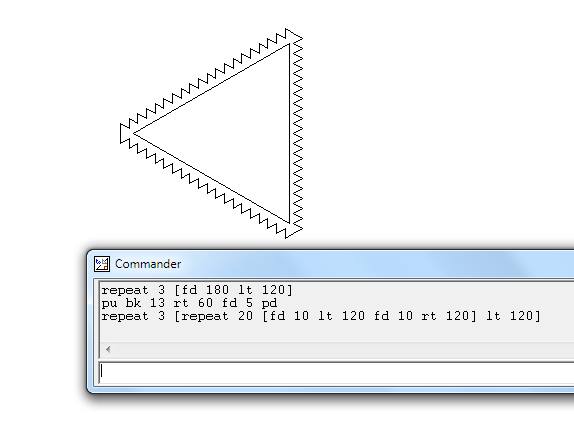 Commander
repeat 3 [fd 180 lt 120]
pu bk 13 rt 60 fd 5 pd
repeat 3 [repeat 20 [fd 10 lt 120 fd 10 rt 120] lt 120]